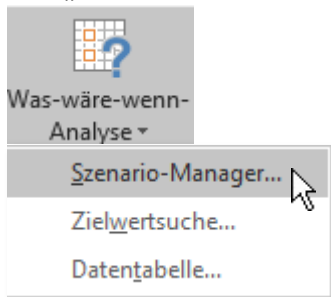 Was-wäre-wenn-
Analyse
Szenario-Manager...
Zielwertsuche...
Datentabelle...